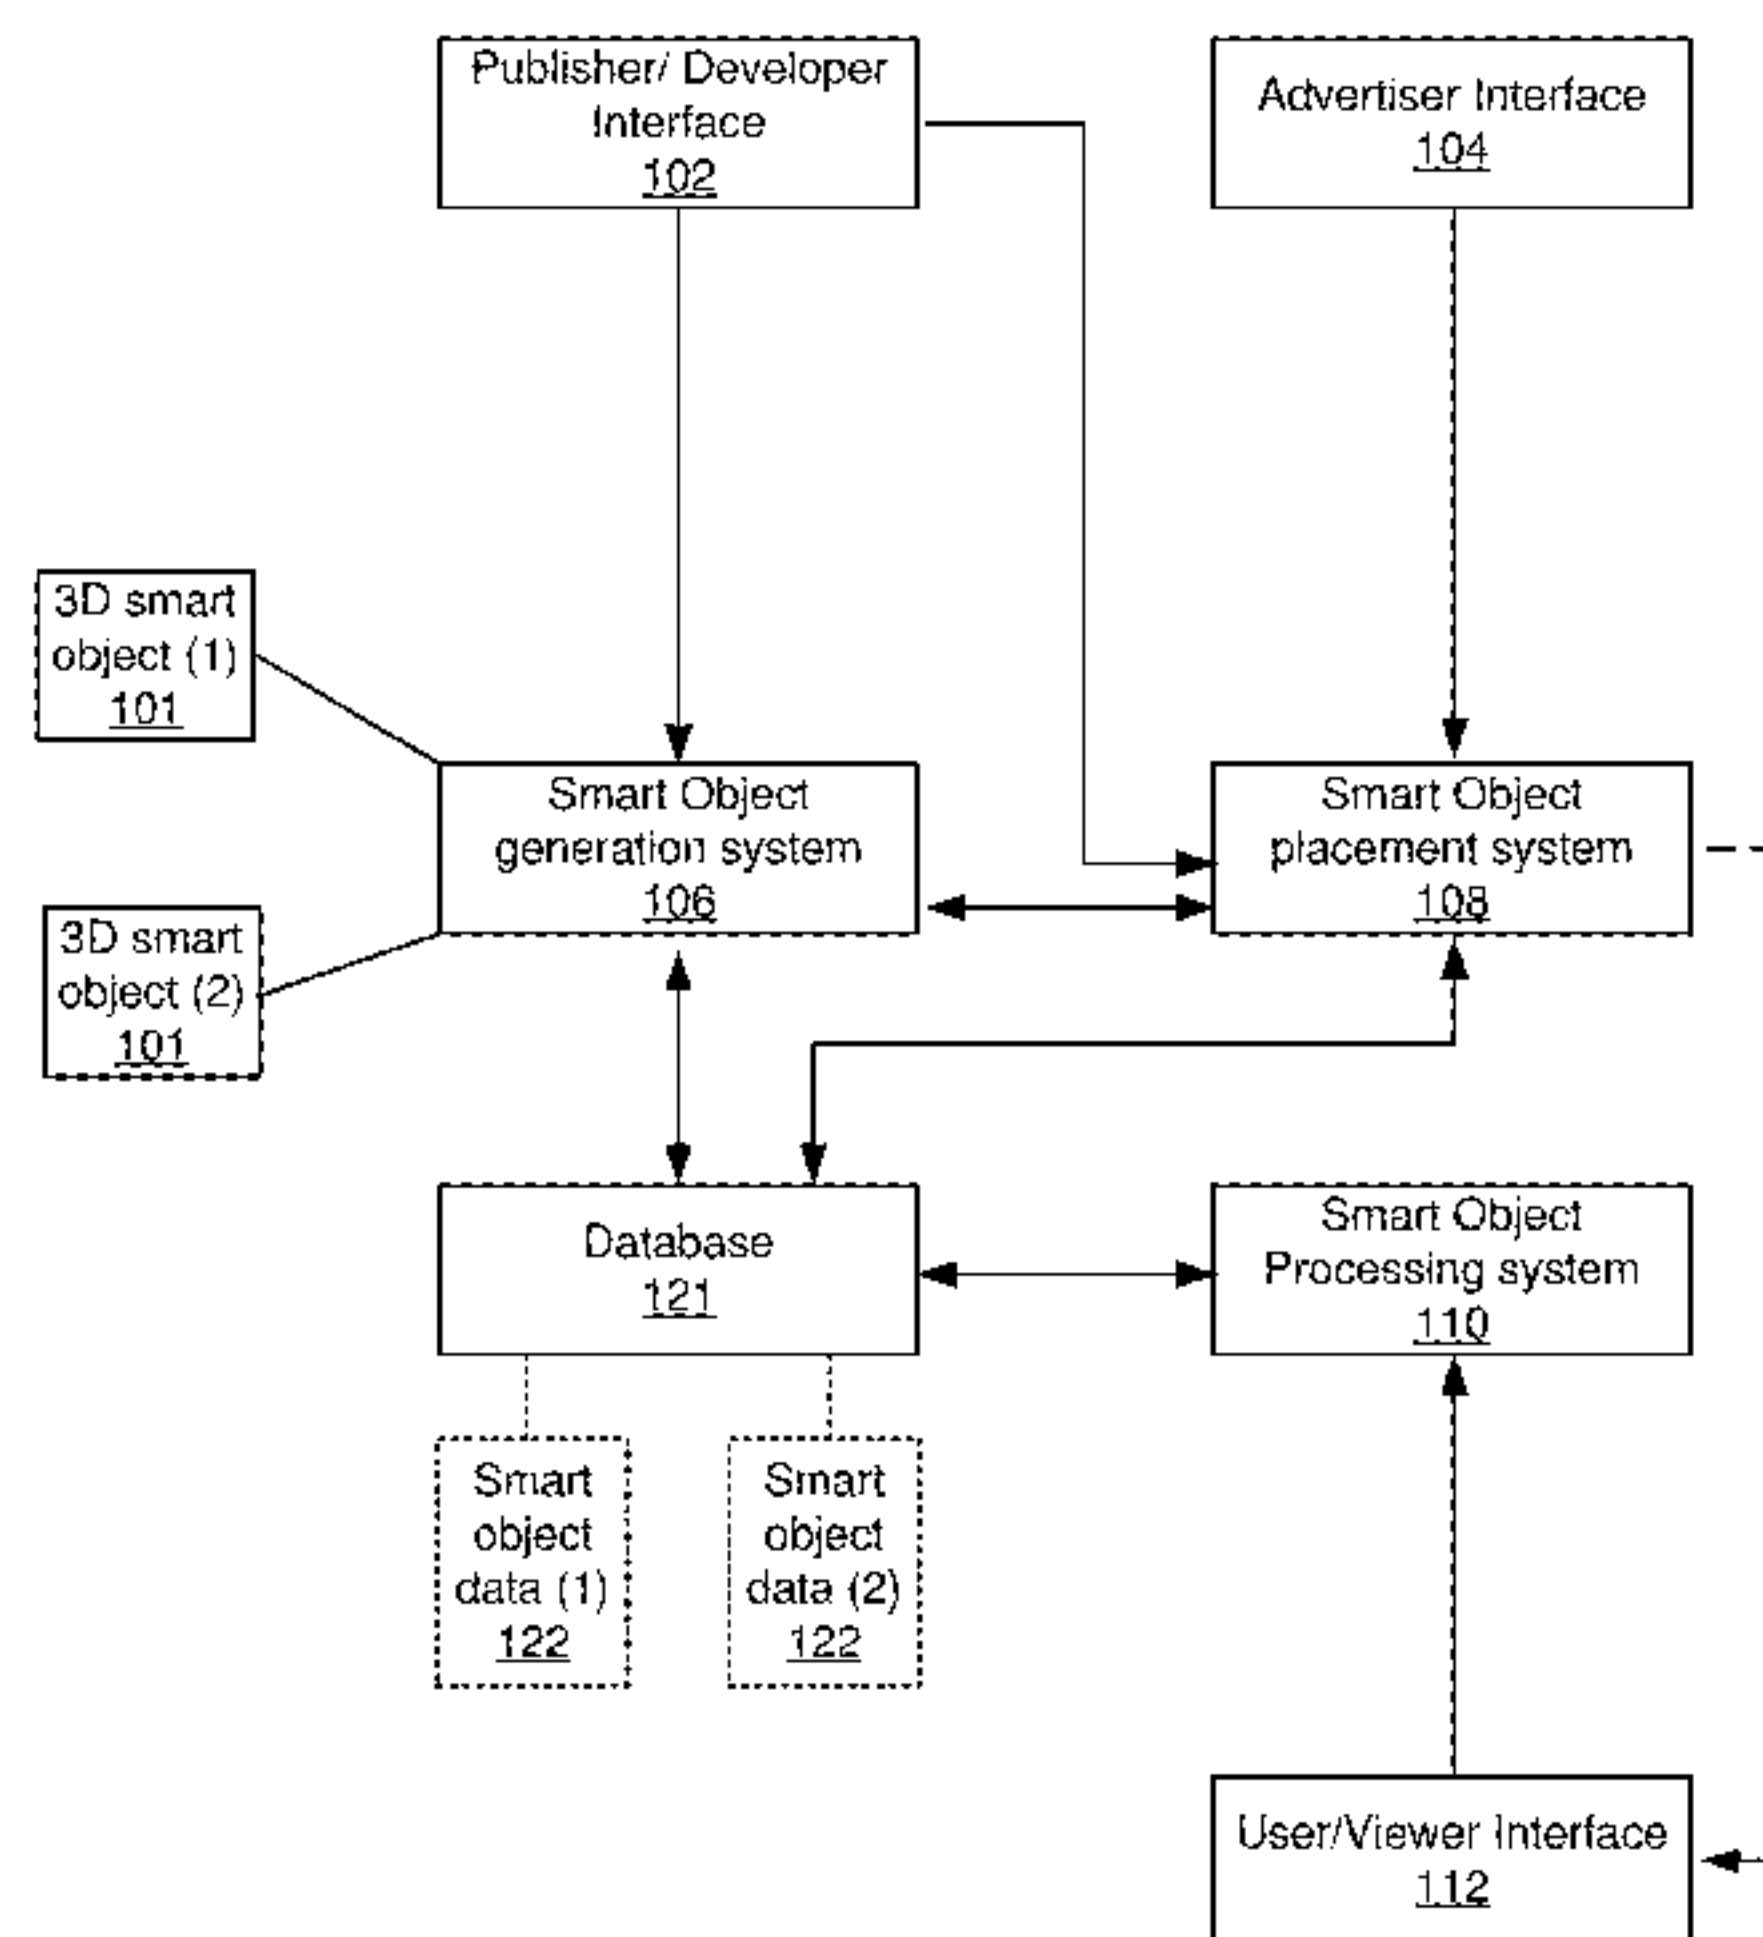 Publisher/ Developer
Interface
102
Advertiser Interface
104
3D smart
object (1)
101
Smart Object
generation system
106
Smart Object
placement system
108
3D smart
object (2)
101
Database
121
Smart Object
Processing system
110
Smart
object
data (1)
122
Smart
object
data (2)
122
User/Viewer Interface
112